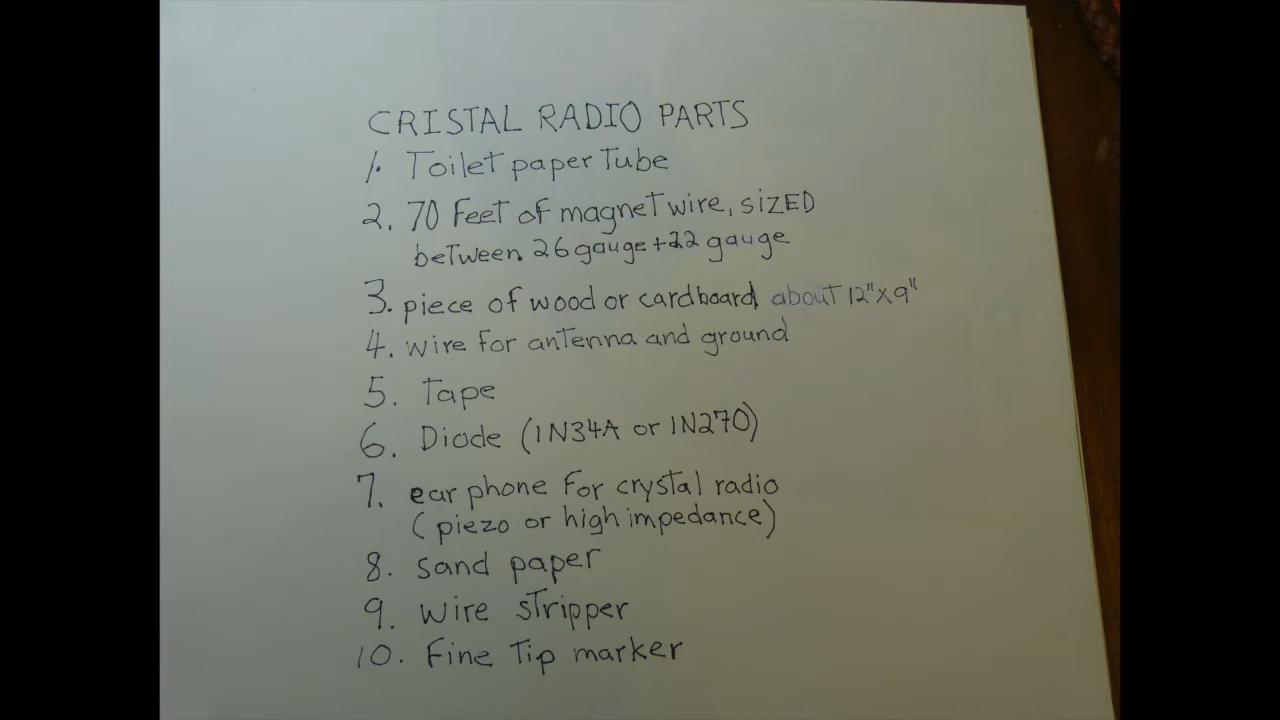 CRISTAL RADIO PARTS
1. Toilet paper Tube
2. 70 Feet of magnet wire, sizED
between 26 gauge + 22 gauge
3. piece of wood or cardboard about 12" x 9"
4. wire for antenna and ground
5. Tape
6. Diode (1N34A or 1N270)
7. ear phone For crystal radio
(piezo or high impedance)
8. sand paper
9. wire stripper
10. Fine Tip marker